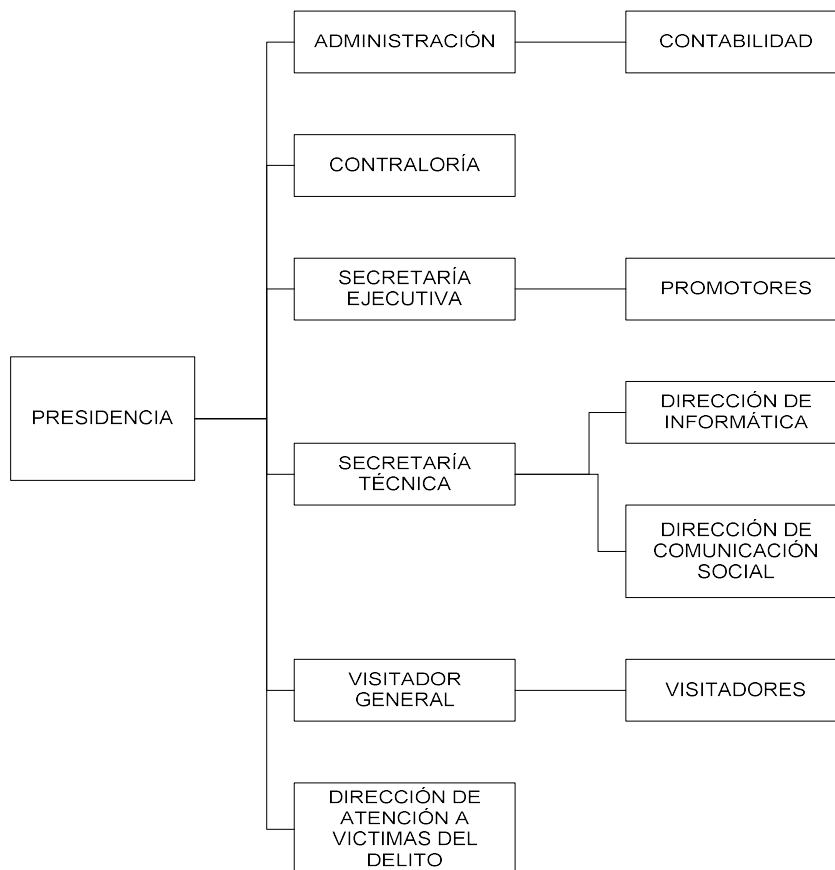 ADMINISTRACIÓN
CONTABILIDAD
CONTRALORÍA
SECRETARÍA
EJECUTIVA
PROMOTORES
PRESIDENCIA
SECRETARÍA
TÉCNICA
DIRECCIÓN DE
INFORMÁTICA
DIRECCIÓN DE
COMUNICACIÓN
SOCIAL
VISITADOR
GENERAL
VISITADORES
DIRECCIÓN DE
ATENCIÓN A
VICTIMAS DEL
DELITO